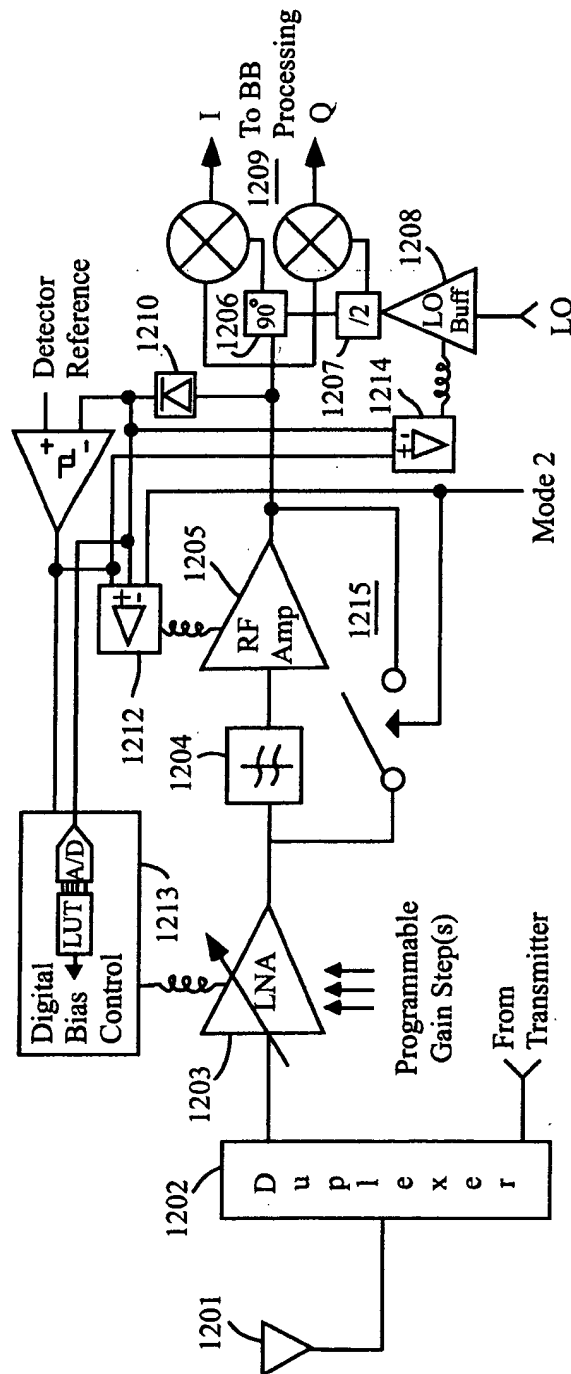 1201
1202
Duplexer
From
Transmitter
1203
LNA
Programmable
Gain Step(s)
Digital
Bias
Control
LUT
A/D
1213
1204
1212
+
-
RF
Amp
1205
1215
Mode 2
+
-
Detector
Reference
1210
1206
90°
1207
/2
1214
+
-
LO
Buff
1208
LO
I
1209 To BB
Processing
Q